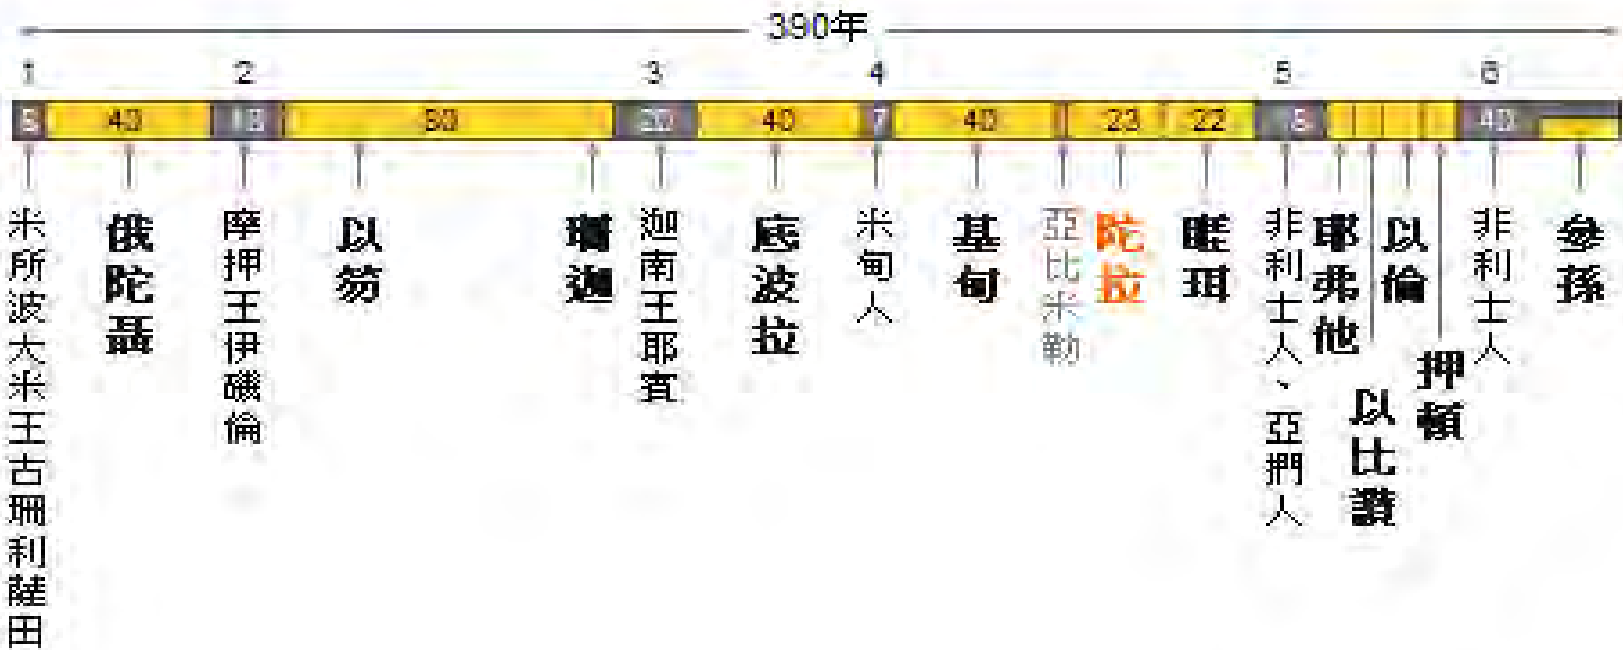 390年
1 2 3 4 5 6
8 40 18 80 20 40 7 40 23 22 18 40
米所波大米王古珊利薩田
俄陀聶
摩押王伊磯倫
以笏
珊迦
迦南王耶賓
底波拉
米甸人
基甸
亞比米勒
陀拉
睚珥
非利士人、亞捫人
耶弗他
以比讚
以倫
押頓
非利士人
參孫